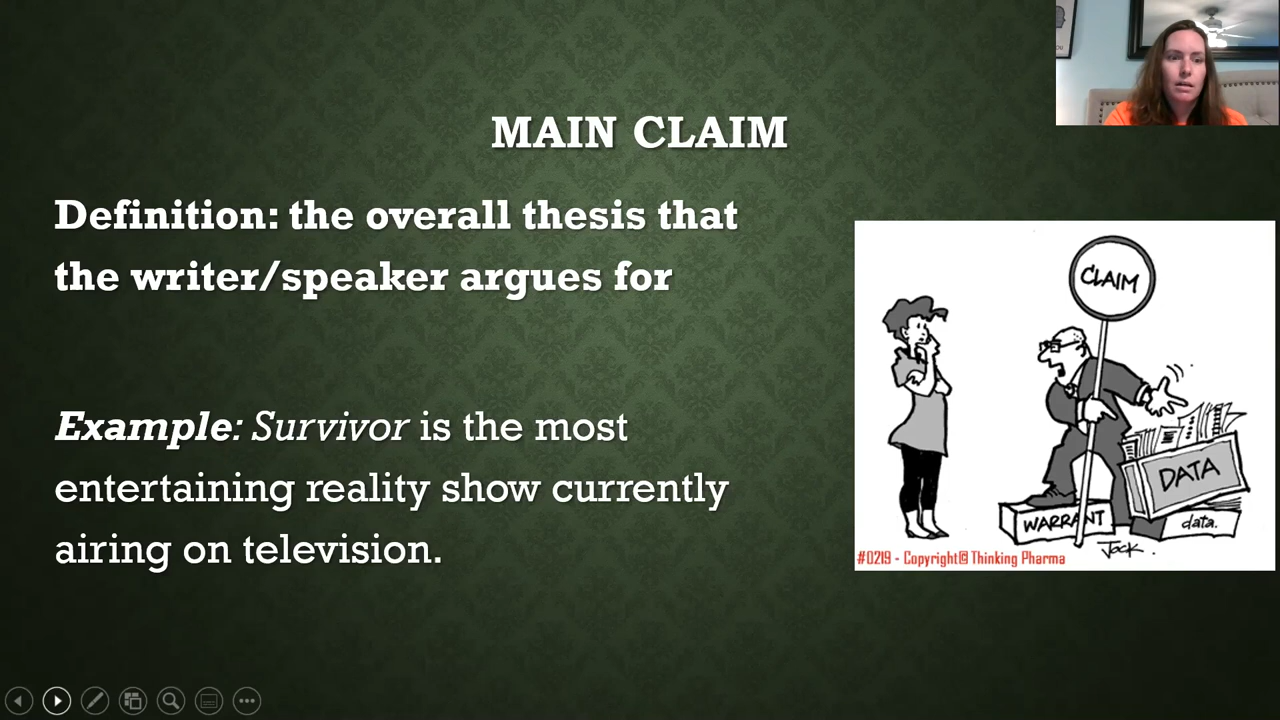 MAIN CLAIM
Definition: the overall thesis that
the writer/speaker argues for
Example: Survivor is the most
entertaining reality show currently
airing on television.
CLAIM
DATA
WARRANT
data.
Jock.
#0219 - Copyright© Thinking Pharma